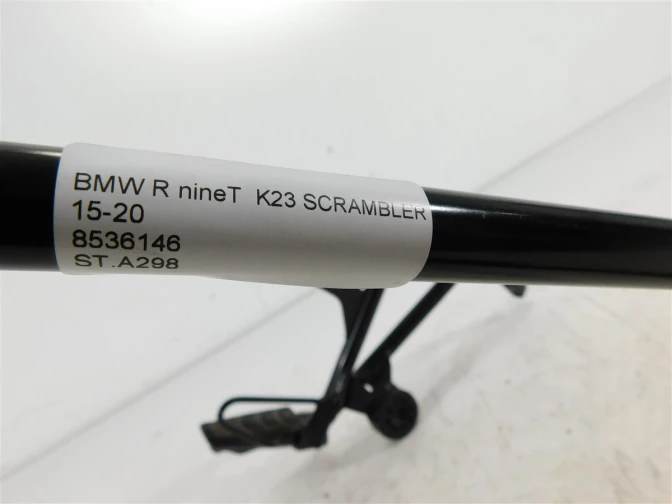 BMW R nineT K23 SCRAMBLER
15-20
8536146
ST.A298